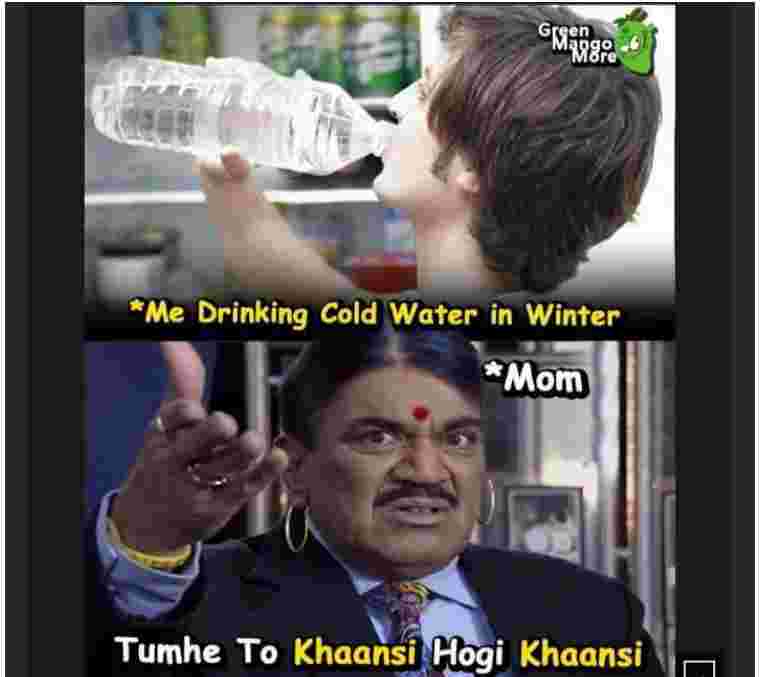 Green
Mango
More
*Me Drinking Cold Water in Winter
*Mom
Tumhe To Khaansi Hogi Khaansi